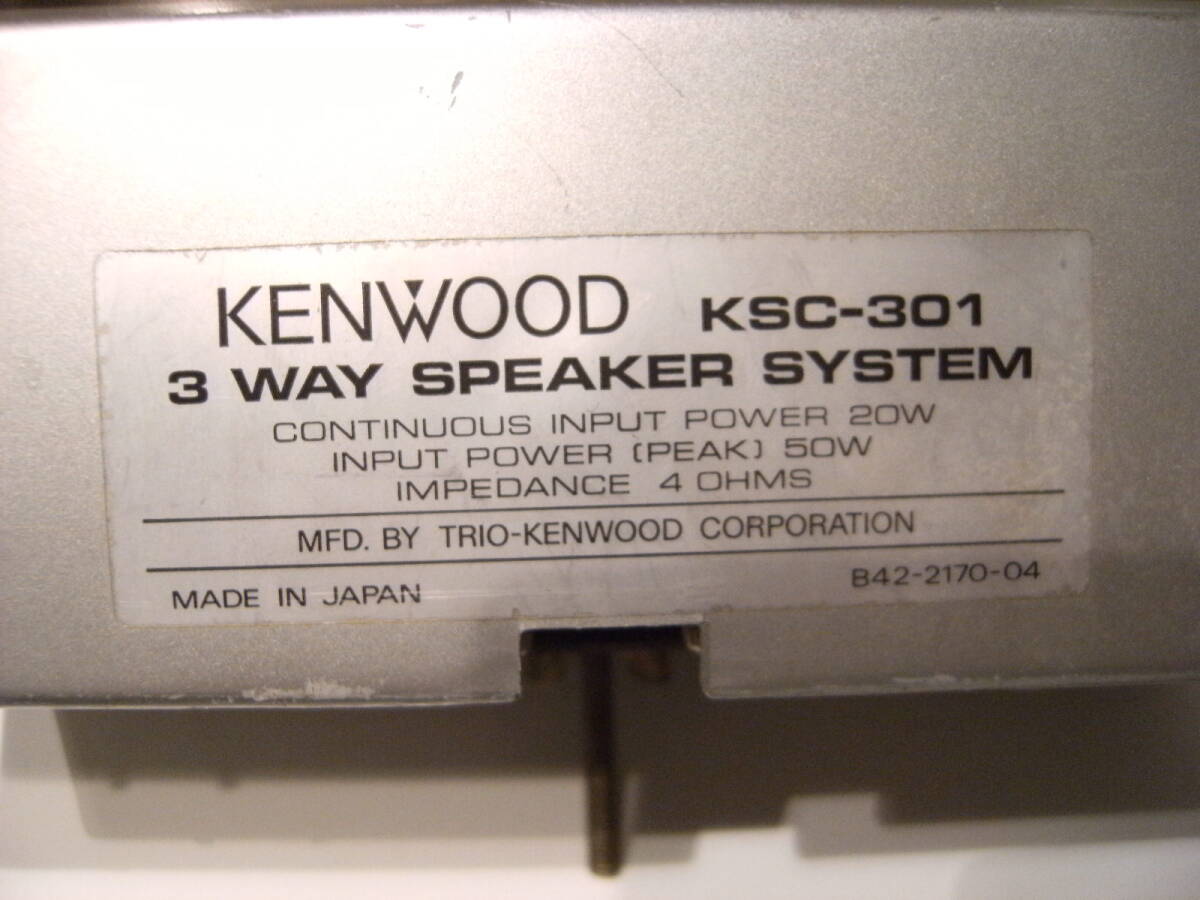 KENWOOD KSC-301
3 WAY SPEAKER SYSTEM
CONTINUOUS INPUT POWER 20W
INPUT POWER (PEAK) 50W
IMPEDANCE 4 OHMS
MFD. BY TRIO-KENWOOD CORPORATION
MADE IN JAPAN B42-2170-04